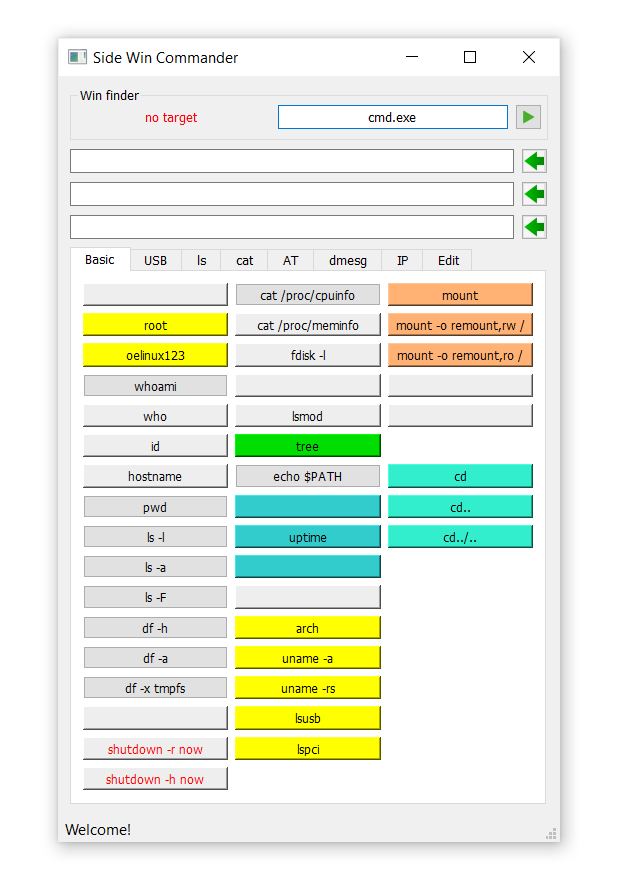 Side Win Commander
Win finder
no target
cmd.exe
Basic
USB
ls
cat
AT
dmesg
IP
Edit
cat /proc/cpuinfo
mount
root
cat /proc/meminfo
mount -o remount,rw /
oelinux123
fdisk -l
mount -o remount,ro /
whoami
who
lsmod
id
tree
hostname
echo $PATH
cd
pwd
cd..
ls -l
uptime
cd../..
ls -a
ls -F
df -h
arch
df -a
uname -a
df -x tmpfs
uname -rs
lsusb
shutdown -r now
lspci
shutdown -h now
Welcome!